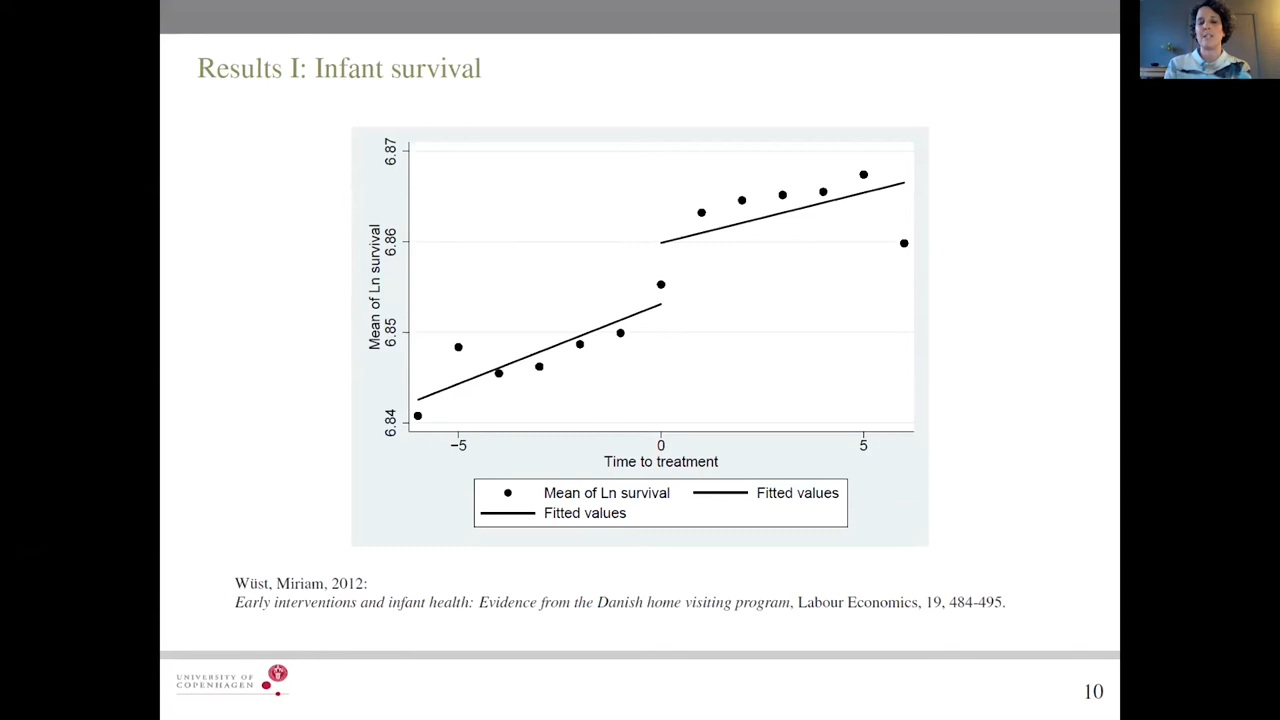 Results I: Infant survival
6.87
6.86
6.85
6.84
Mean of Ln survival
−5
0
5
Time to treatment
Mean of Ln survival
Fitted values
Fitted values
Wüst, Miriam, 2012:
Early interventions and infant health: Evidence from the Danish home visiting program, Labour Economics, 19, 484-495.
UNIVERSITY OF
COPENHAGEN
10